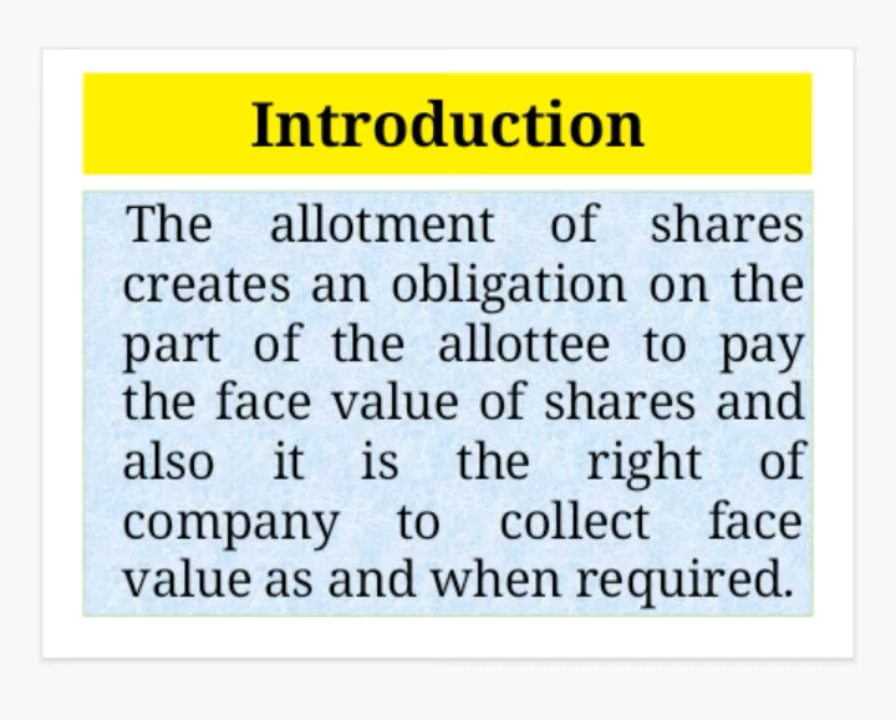 Introduction
The allotment of shares
creates an obligation on the
part of the allottee to pay
the face value of shares and
also it is the right of
company to collect face
value as and when required.